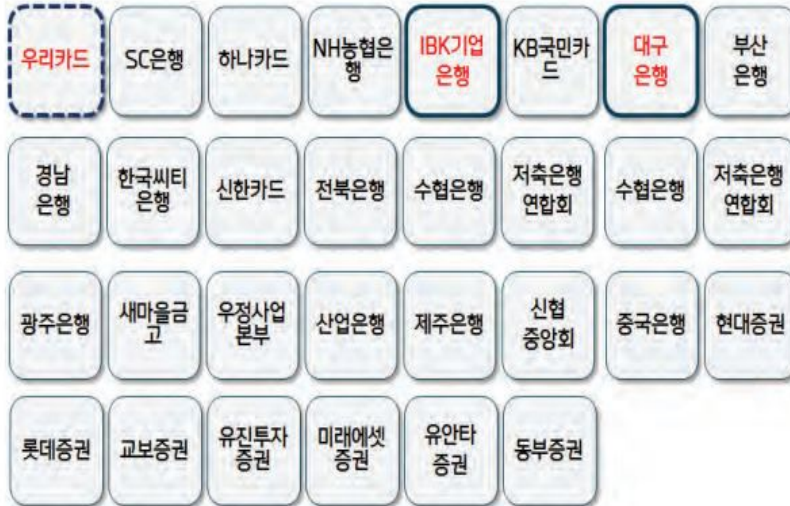 우리카드
SC은행
하나카드
NH농협은
행
IBK기업
은행
KB국민카
드
대구
은행
부산
은행
경남
은행
한국씨티
은행
신한카드
전북은행
수협은행
저축은행
연합회
수협은행
저축은행
연합회
광주은행
새마을금
고
우정사업
본부
산업은행
제주은행
신협
중앙회
중국은행
현대증권
롯데증권
교보증권
유진투자
증권
미래에셋
증권
유안타
증권
동부증권